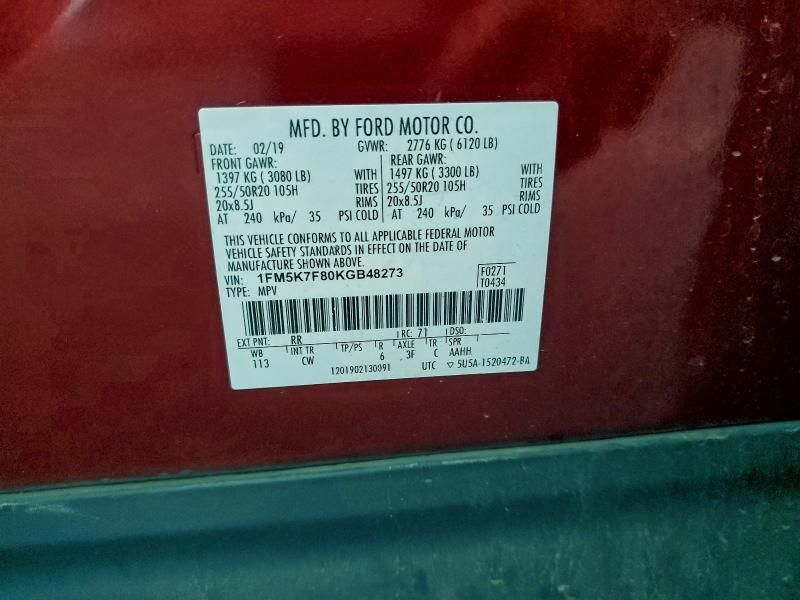 MFD. BY FORD MOTOR CO.
DATE: 02/19 GVWR: 2776 KG ( 6120 LB)
FRONT GAWR: REAR GAWR:
1397 KG ( 3080 LB) WITH 1497 KG ( 3300 LB) WITH
255/50R20 105H TIRES 255/50R20 105H TIRES
20x8.5J RIMS 20x8.5J RIMS
AT 240 kPa/ 35 PSI COLD AT 240 kPa/ 35 PSI COLD
THIS VEHICLE CONFORMS TO ALL APPLICABLE FEDERAL MOTOR
VEHICLE SAFETY STANDARDS IN EFFECT ON THE DATE OF
MANUFACTURE SHOWN ABOVE.
VIN: 1FM5K7F80KGB48273 F0271
TYPE: MPV T0434
EXT PNT: RR RC: 71 DSO:
WB INT TR TP/PS R AXLE TR SPR
113 CW 6 3F C AAHH
1201902130091 UTC ▽ 5U5A-1520472-BA